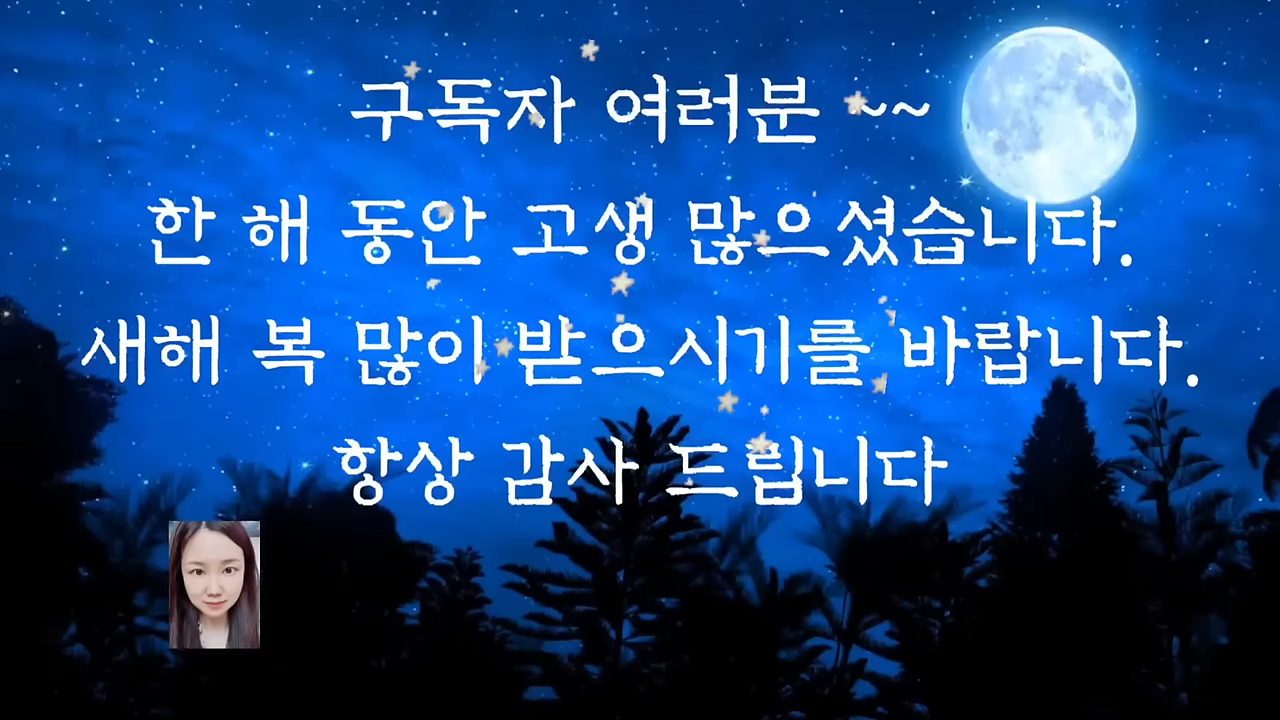 구독자 여러분 ~~
한 해 동안 고생 많으셨습니다.
새해 복 많이 받으시기를 바랍니다.
항상 감사 드립니다